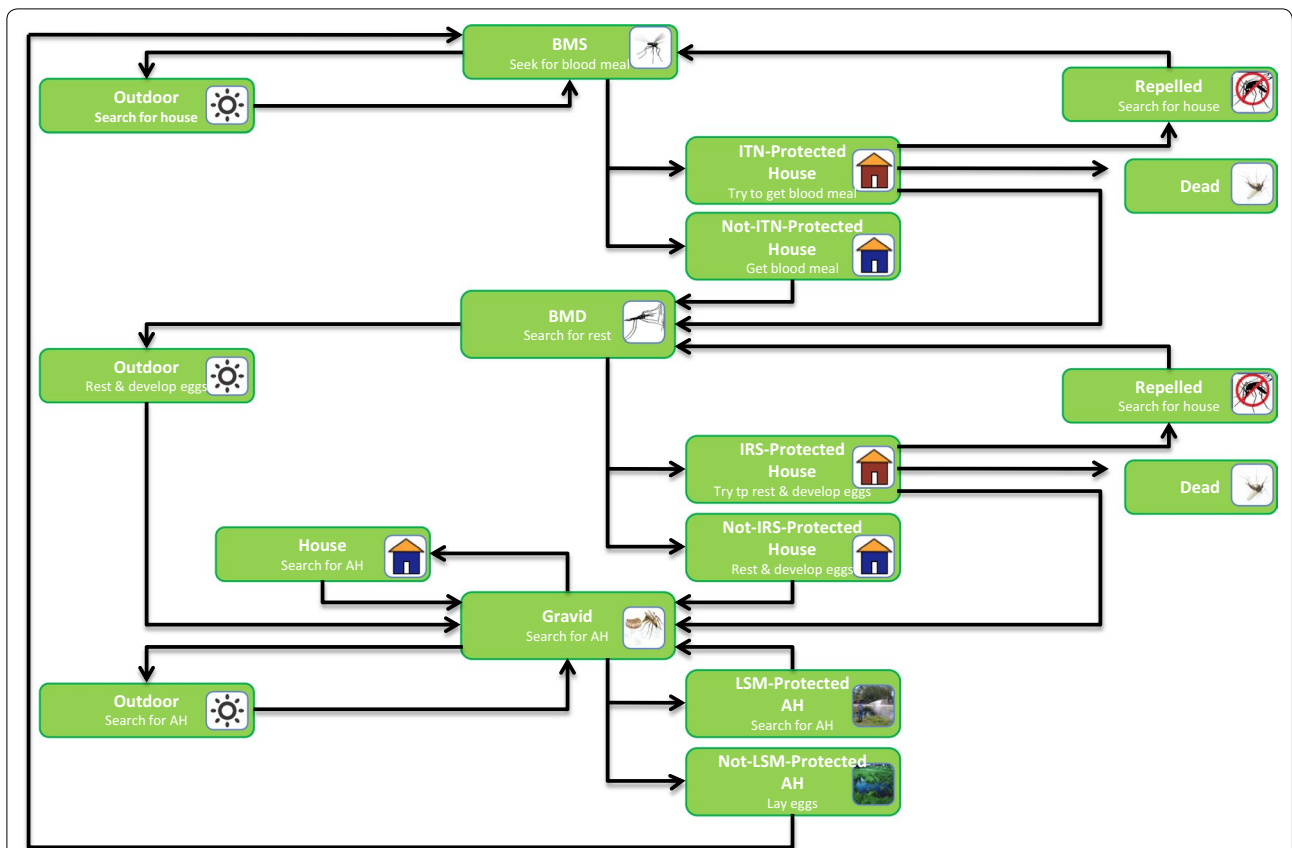 BMS
Seek for blood meal
Outdoor
Search for house
Repelled
Search for house
ITN-Protected
House
Try to get blood meal
Dead
Not-ITN-Protected
House
Get blood meal
BMD
Search for rest
Outdoor
Rest & develop eggs
Repelled
Search for house
IRS-Protected
House
Try tp rest & develop eggs
Dead
Not-IRS-Protected
House
Rest & develop eggs
House
Search for AH
Gravid
Search for AH
Outdoor
Search for AH
LSM-Protected
AH
Search for AH
Not-LSM-Protected
AH
Lay eggs